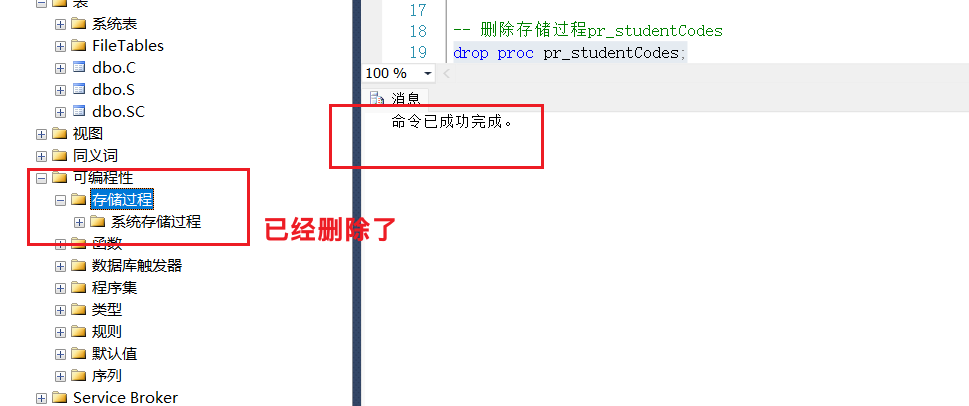 表
系统表
FileTables
dbo.C
dbo.S
dbo.SC
视图
同义词
可编程性
存储过程
系统存储过程
函数
数据库触发器
程序集
类型
规则
默认值
序列
Service Broker
已经删除了
17
18 -- 删除存储过程pr_studentCodes
19 drop proc pr_studentCodes;
100 %
消息
命令已成功完成。